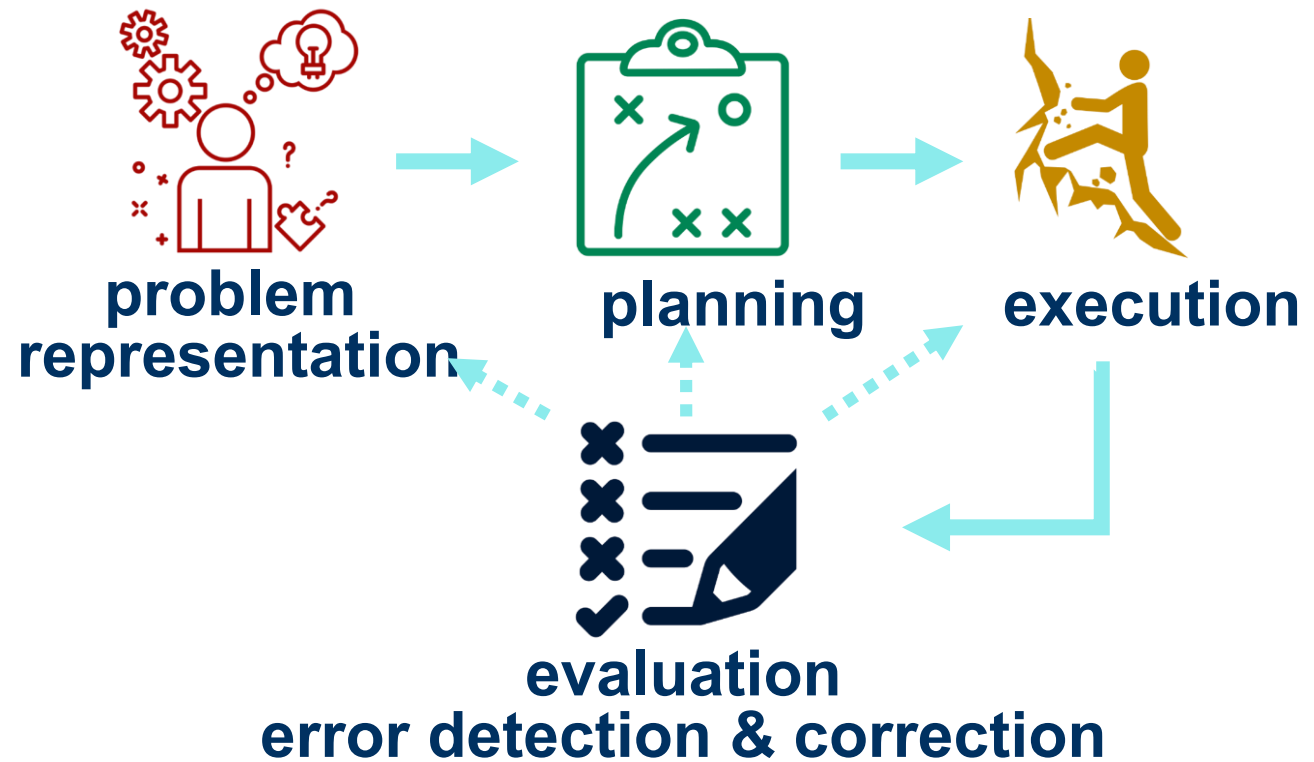 problem
representation
planning
execution
evaluation
error detection & correction